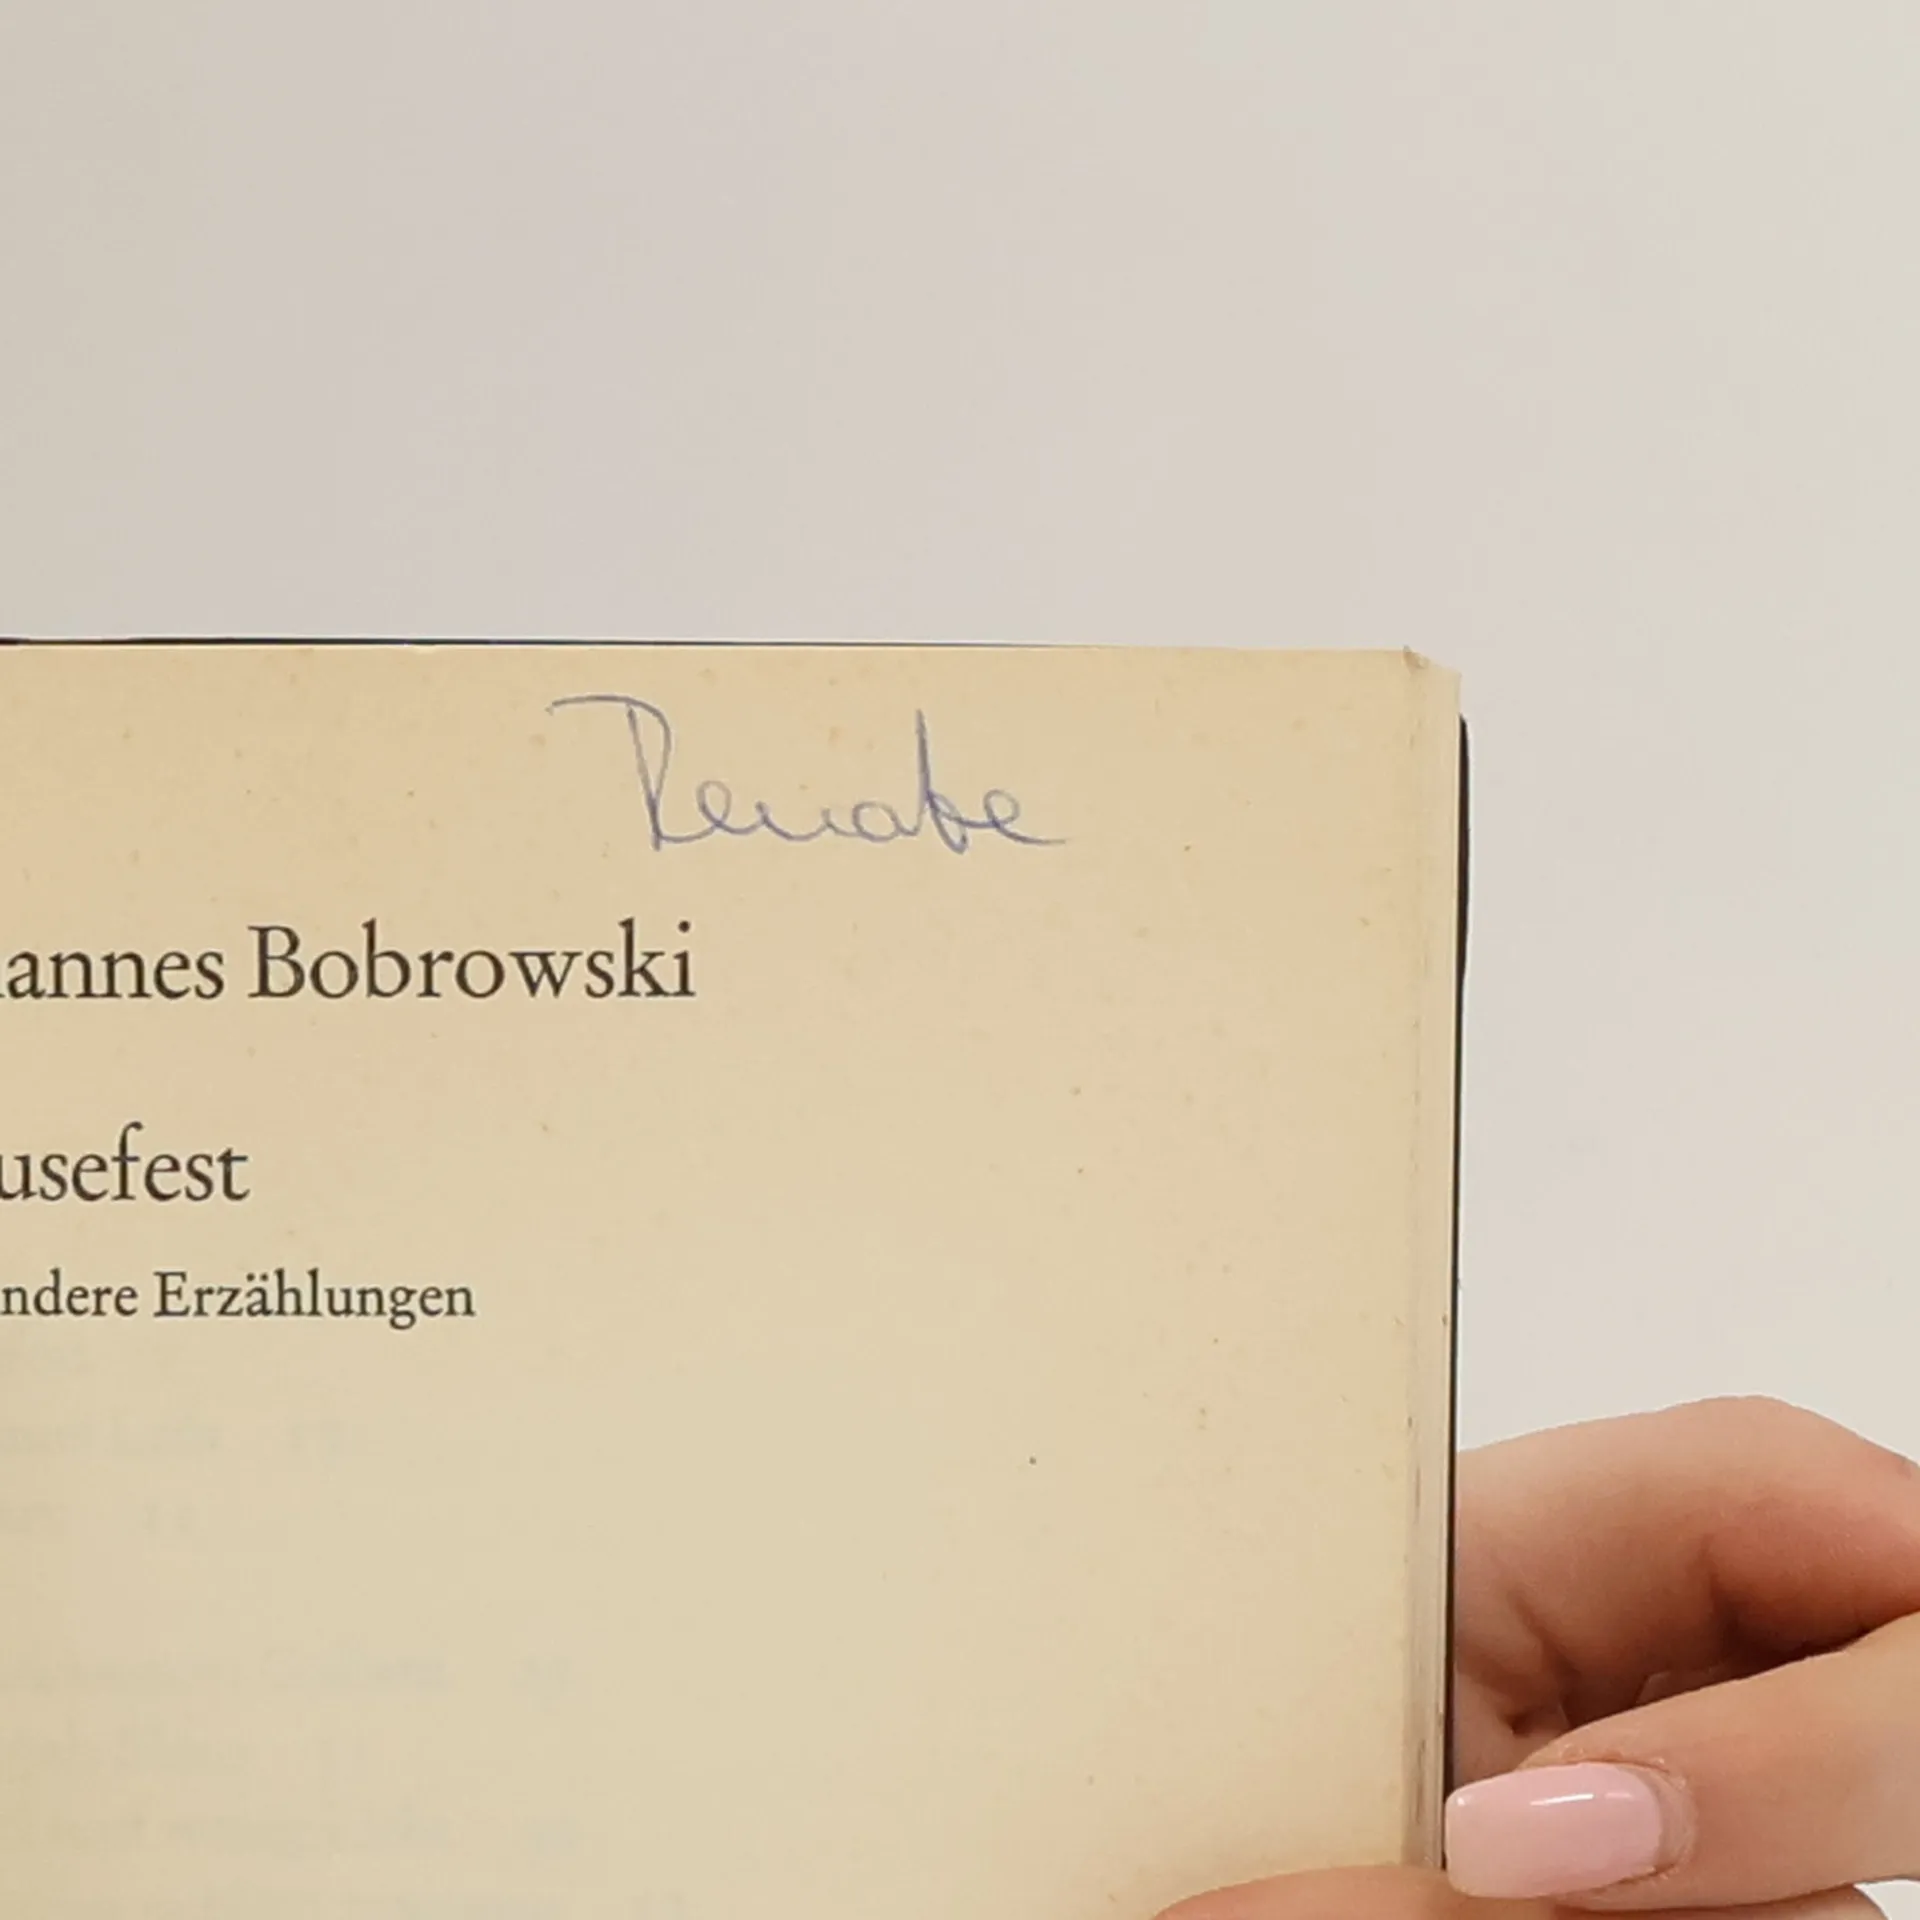 Renate
annes Bobrowski
usefest
ndere Erzählungen